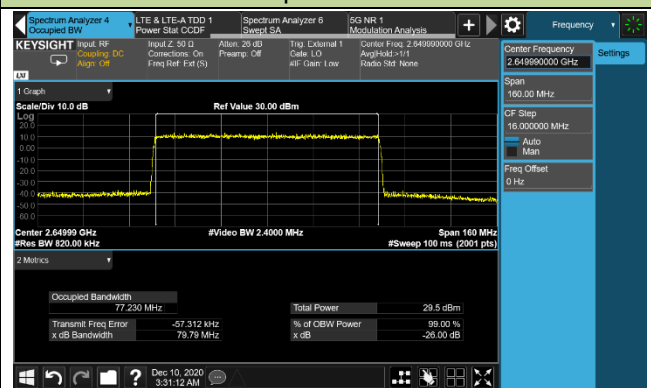 Spectrum Analyzer 4
Occupied BW
LTE & LTE-A TDD 1
Power Stat CCDF
Spectrum Analyzer 6
Swept SA
5G NR 1
Modulation Analysis
Frequency
KEYSIGHT
Input: RF
Coupling: DC
Align: Off
Input Z: 50 Ω
Corrections: On
Freq Ref: Ext (S)
Atten: 26 dB
Preamp: Off
Trig: External 1
Gate: LO
#IF Gain: Low
Center Freq: 2.649990000 GHz
Avg|Hold:>1/1
Radio Std: None
LXI
Center Frequency
2.649990000 GHz
Settings
Span
160.00 MHz
CF Step
16.000000 MHz
Auto
Man
Freq Offset
0 Hz
1 Graph
Scale/Div 10.0 dB
Ref Value 30.00 dBm
Log
20.0
10.0
0.00
-10.0
-20.0
-30.0
-40.0
-50.0
-60.0
Center 2.64999 GHz
#Video BW 2.4000 MHz
Span 160 MHz
#Res BW 820.00 kHz
#Sweep 100 ms (2001 pts)
2 Metrics
Occupied Bandwidth
77.230 MHz
Total Power
29.5 dBm
Transmit Freq Error
-57.312 kHz
% of OBW Power
99.00 %
x dB Bandwidth
79.79 MHz
x dB
-26.00 dB
Dec 10, 2020
3:31:12 AM